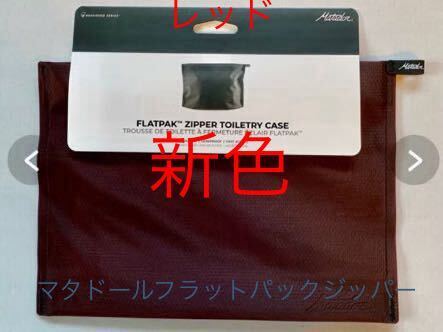 レッド
Matador
FLATPAK™ ZIPPER TOILETRY CASE
TROUSSE DE TOILETTE À FERMETURE ÉCLAIR FLATPAK™
新色
マタドールフラットパックジッパー